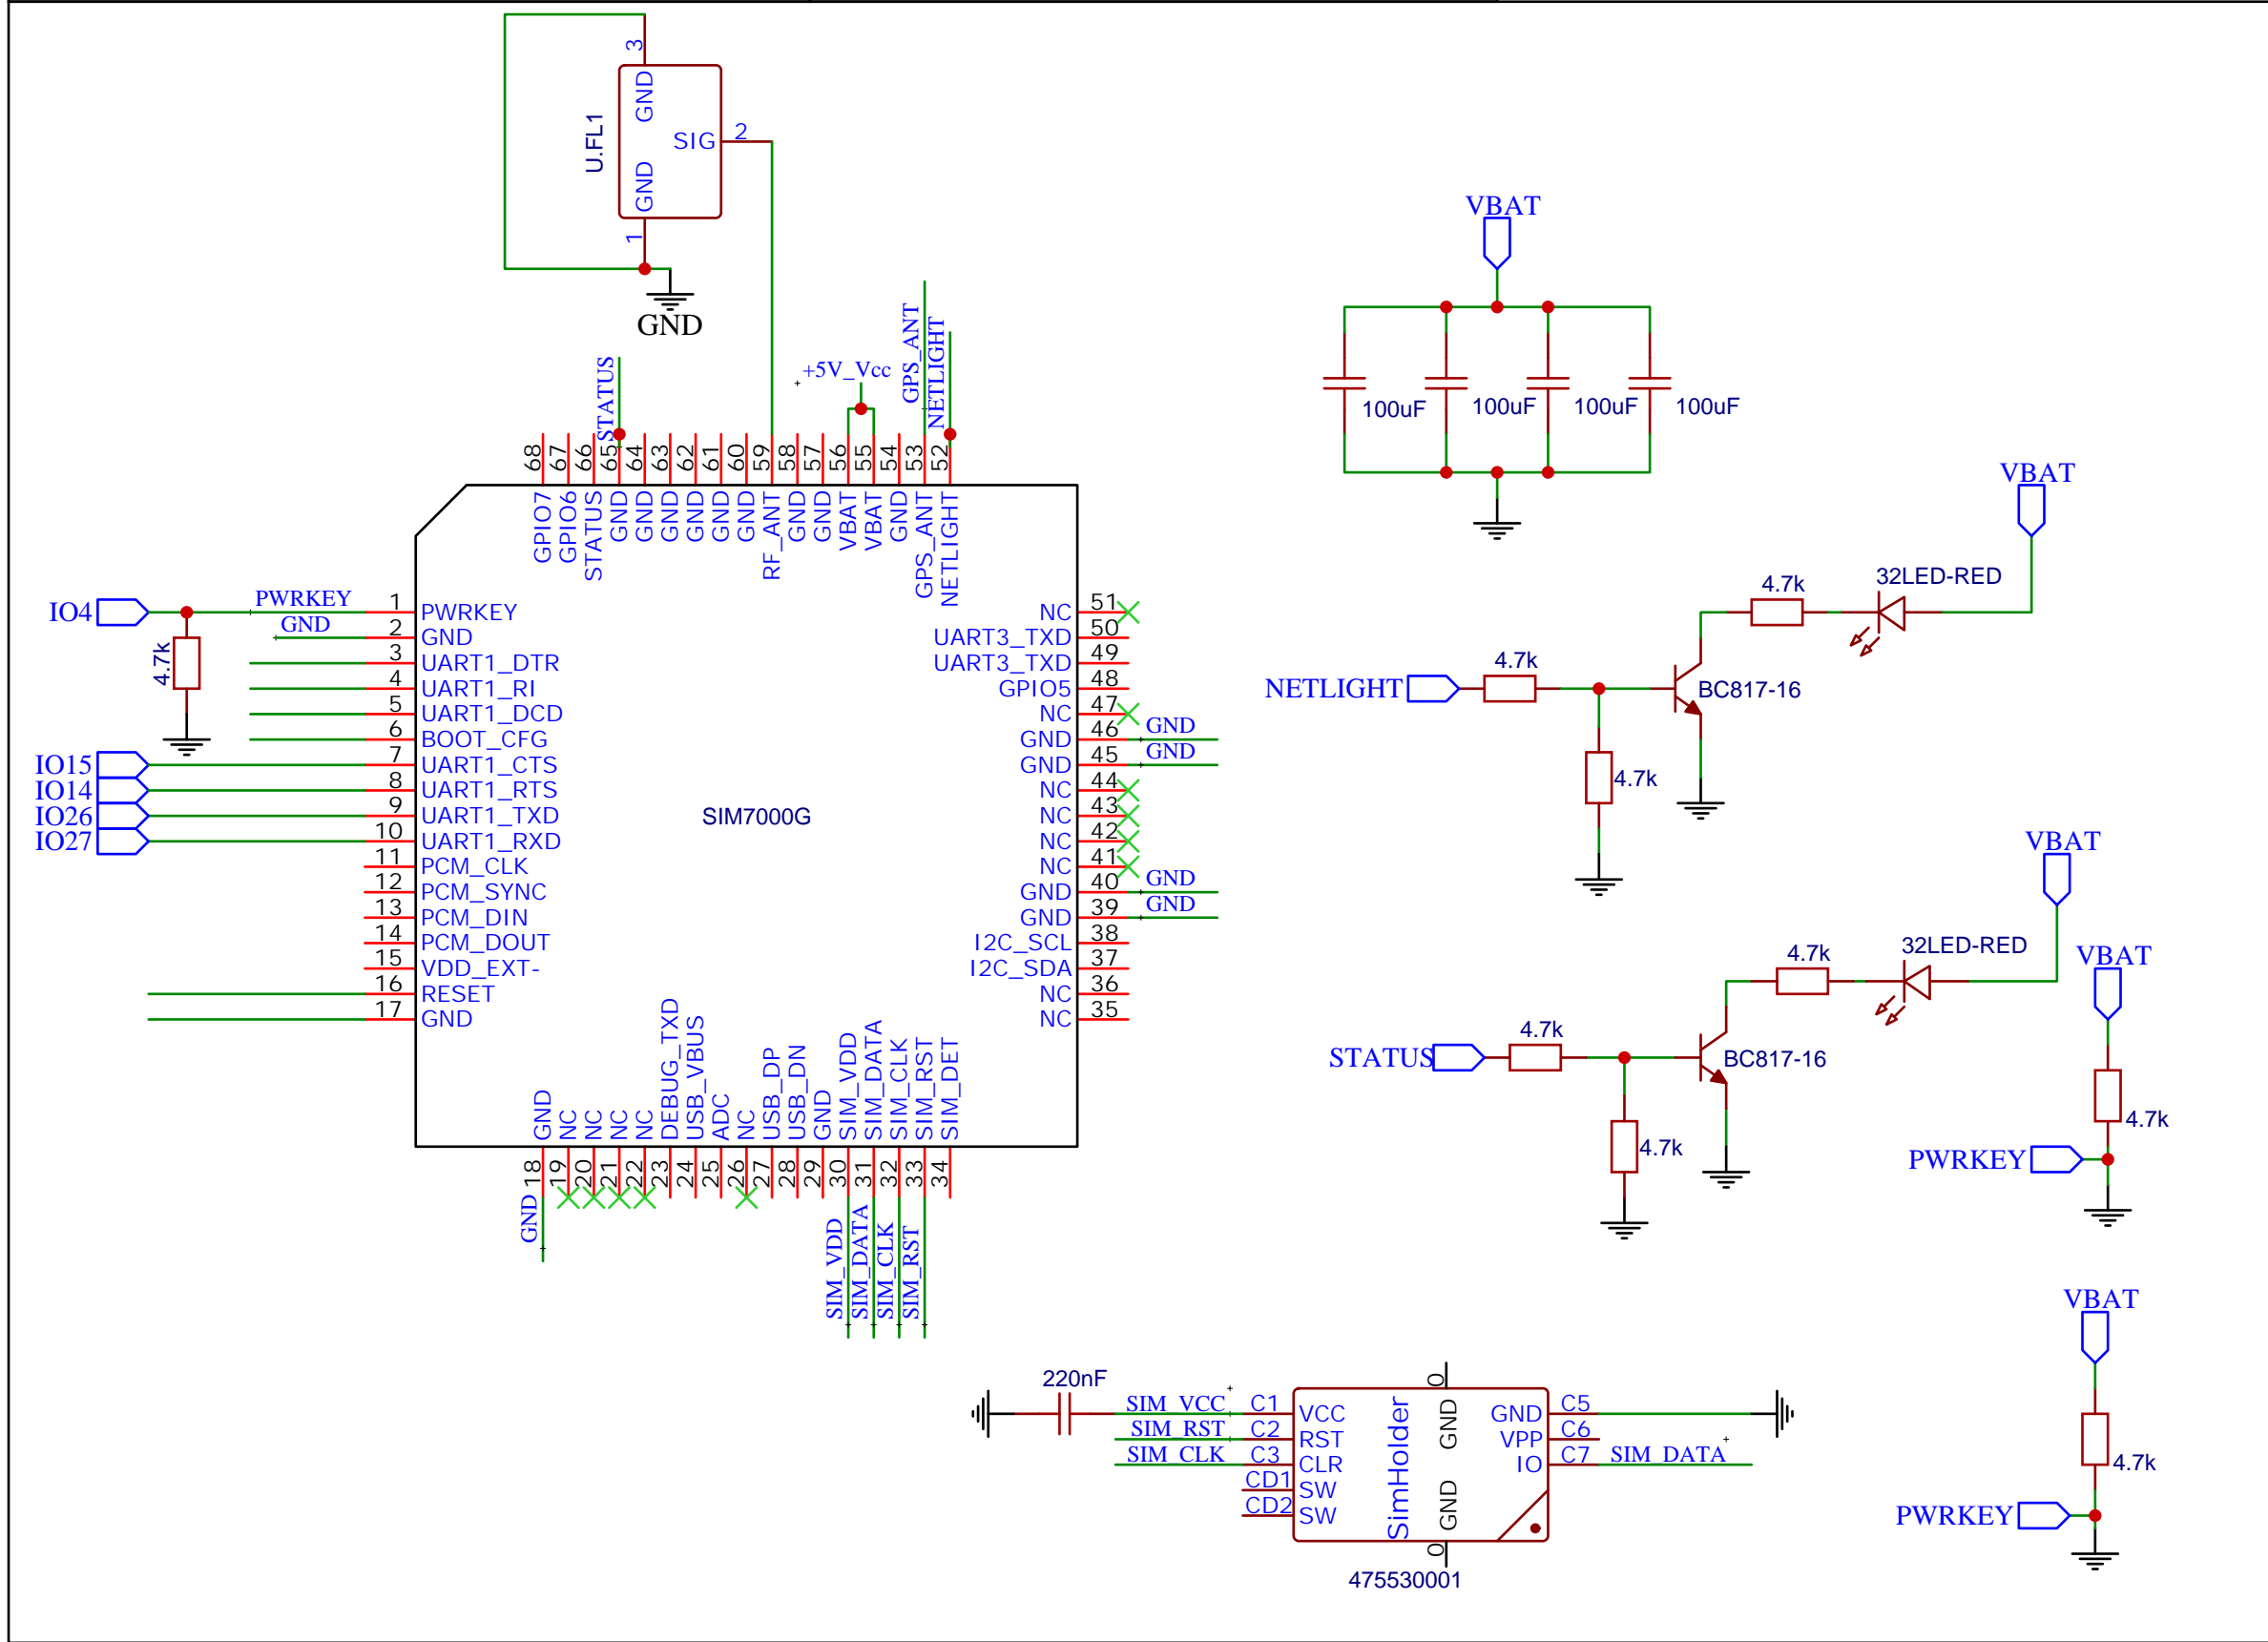 3
GND
U.FL1
SIG
2
GND
1
GND
VBAT
100uF
100uF
100uF
100uF
STATUS
+5V_Vcc
GPS_ANT
NETLIGHT
68
67
66
65
64
63
62
61
60
59
58
57
56
55
54
53
52
GPIO7
GPIO6
STATUS
GND
GND
GND
GND
GND
GND
RF_ANT
GND
GND
VBAT
VBAT
GND
GPS_ANT
NETLIGHT
IO4
PWRKEY
1
PWRKEY
GND
2
GND
4.7k
3
UART1_DTR
4
UART1_RI
5
UART1_DCD
6
BOOT_CFG
IO15
7
UART1_CTS
IO14
8
UART1_RTS
IO26
9
UART1_TXD
IO27
10
UART1_RXD
11
PCM_CLK
12
PCM_SYNC
13
PCM_DIN
14
PCM_DOUT
15
VDD_EXT-
16
RESET
17
GND
SIM7000G
NC
51
UART3_TXD
50
UART3_TXD
49
GPIO5
48
NC
47
GND
46
GND
GND
45
GND
NC
44
NC
43
NC
42
NC
41
GND
40
GND
GND
39
GND
I2C_SCL
38
I2C_SDA
37
NC
36
NC
35
GND
NC
NC
NC
NC
DEBUG_TXD
USB_VBUS
ADC
NC
USB_DP
USB_DN
GND
SIM_VDD
SIM_DATA
SIM_CLK
SIM_RST
SIM_DET
18
19
20
21
22
23
24
25
26
27
28
29
30
31
32
33
34
GND
SIM_VDD
SIM_DATA
SIM_CLK
SIM_RST
VBAT
4.7k
32LED-RED
NETLIGHT
4.7k
BC817-16
4.7k
VBAT
4.7k
32LED-RED
STATUS
4.7k
BC817-16
4.7k
VBAT
4.7k
PWRKEY
VBAT
4.7k
PWRKEY
220nF
SIM_VCC
C1
VCC
SIM_RST
C2
RST
SIM_CLK
C3
CLR
CD1
SW
CD2
SW
SimHolder
0
GND
GND
0
GND
C5
VPP
C6
IO
C7
SIM_DATA
475530001